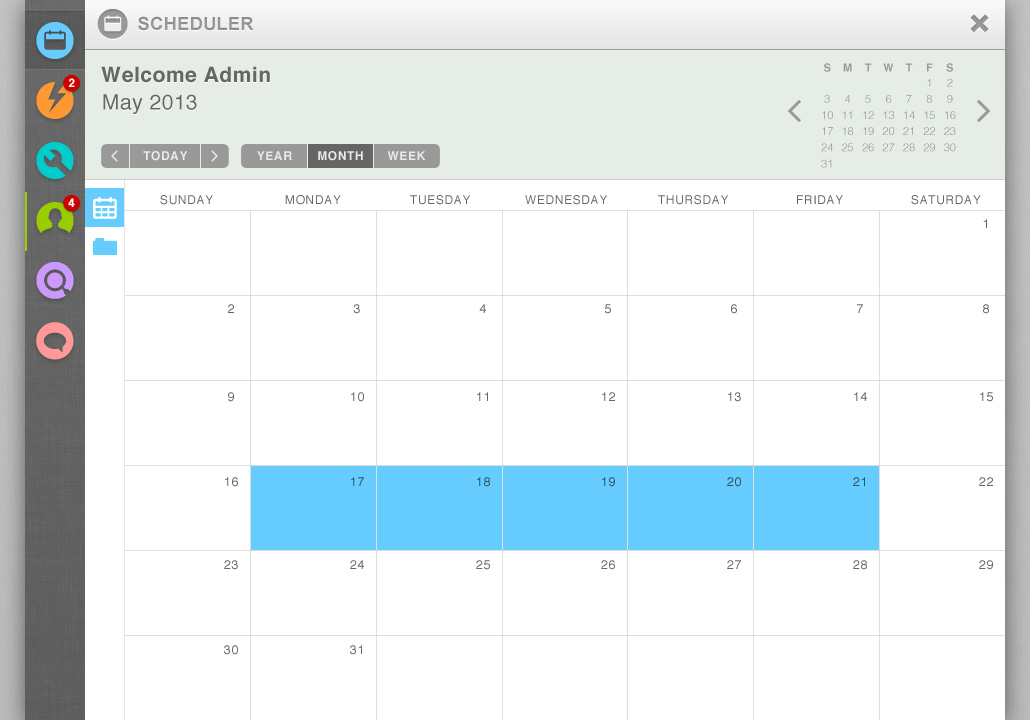 SCHEDULER
2
4
Welcome Admin
May 2013
TODAY
YEAR MONTH WEEK
S M T W T F S
1 2
3 4 5 6 7 8 9
10 11 12 13 14 15 16
17 18 19 20 21 22 23
24 25 26 27 28 29 30
31
SUNDAY MONDAY TUESDAY WEDNESDAY THURSDAY FRIDAY SATURDAY
1
2 3 4 5 6 7 8
9 10 11 12 13 14 15
16 17 18 19 20 21 22
23 24 25 26 27 28 29
30 31